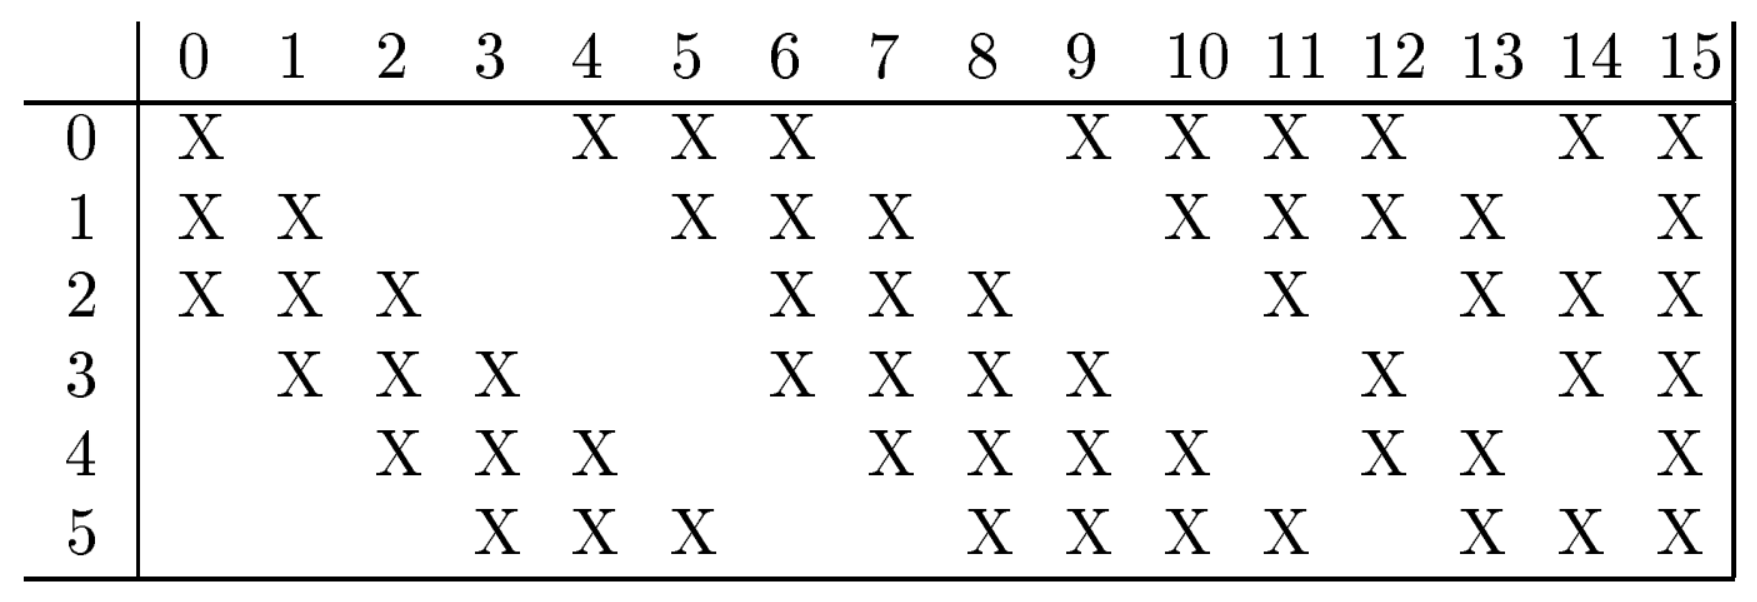 0 1 2 3 4 5 6 7 8 9 10 11 12 13 14 15
0 X X X X X X X X X X
1 X X X X X X X X X X
2 X X X X X X X X X X
3 X X X X X X X X X X
4 X X X X X X X X X X
5 X X X X X X X X X X